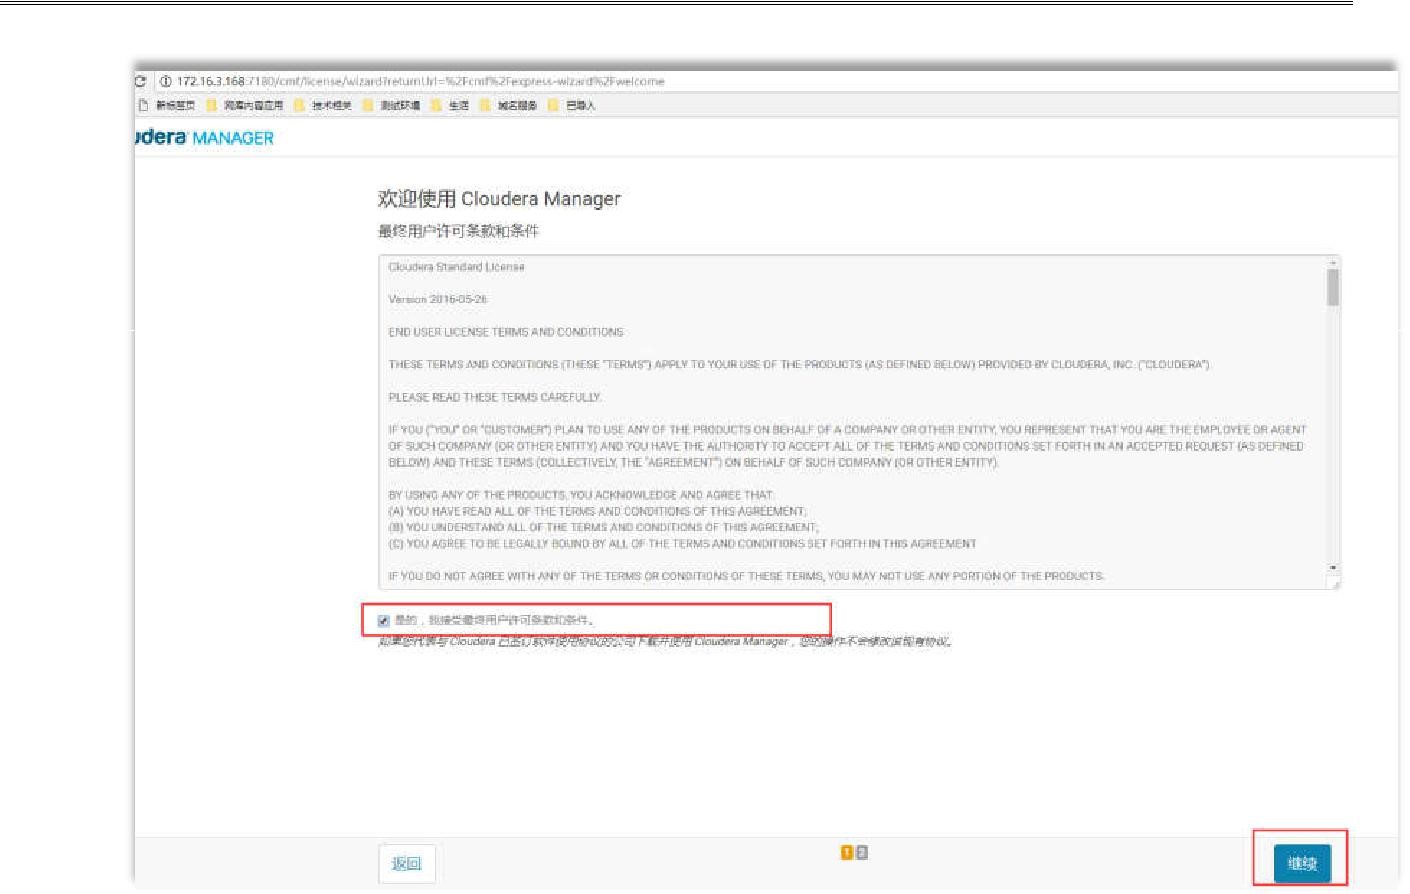 172.16.3.168:7180/cmf/license/wizard?returnUrl=%2Fcmf%2Fexpress-wizard%2Fwelcome
新标签页 网库内容应用 技术相关 测试环境 生活 域名服务 已导入
udera MANAGER
欢迎使用 Cloudera Manager
最终用户许可条款和条件
Cloudera Standard License
Version 2016-05-26
END USER LICENSE TERMS AND CONDITIONS
THESE TERMS AND CONDITIONS (THESE "TERMS") APPLY TO YOUR USE OF THE PRODUCTS (AS DEFINED BELOW) PROVIDED BY CLOUDERA, INC. ("CLOUDERA").
PLEASE READ THESE TERMS CAREFULLY.
IF YOU ("YOU" OR "CUSTOMER") PLAN TO USE ANY OF THE PRODUCTS ON BEHALF OF A COMPANY OR OTHER ENTITY, YOU REPRESENT THAT YOU ARE THE EMPLOYEE OR AGENT
OF SUCH COMPANY (OR OTHER ENTITY) AND YOU HAVE THE AUTHORITY TO ACCEPT ALL OF THE TERMS AND CONDITIONS SET FORTH IN AN ACCEPTED REQUEST (AS DEFINED
BELOW) AND THESE TERMS (COLLECTIVELY, THE "AGREEMENT") ON BEHALF OF SUCH COMPANY (OR OTHER ENTITY).
BY USING ANY OF THE PRODUCTS, YOU ACKNOWLEDGE AND AGREE THAT:
(A) YOU HAVE READ ALL OF THE TERMS AND CONDITIONS OF THIS AGREEMENT;
(B) YOU UNDERSTAND ALL OF THE TERMS AND CONDITIONS OF THIS AGREEMENT;
(C) YOU AGREE TO BE LEGALLY BOUND BY ALL OF THE TERMS AND CONDITIONS SET FORTH IN THIS AGREEMENT
IF YOU DO NOT AGREE WITH ANY OF THE TERMS OR CONDITIONS OF THESE TERMS, YOU MAY NOT USE ANY PORTION OF THE PRODUCTS.
是的，我接受最终用户许可条款和条件。
如果您代表与 Cloudera 已签订软件使用协议的公司下载并使用 Cloudera Manager，您的操作不会修改该现有协议。
返回 1 2 继续